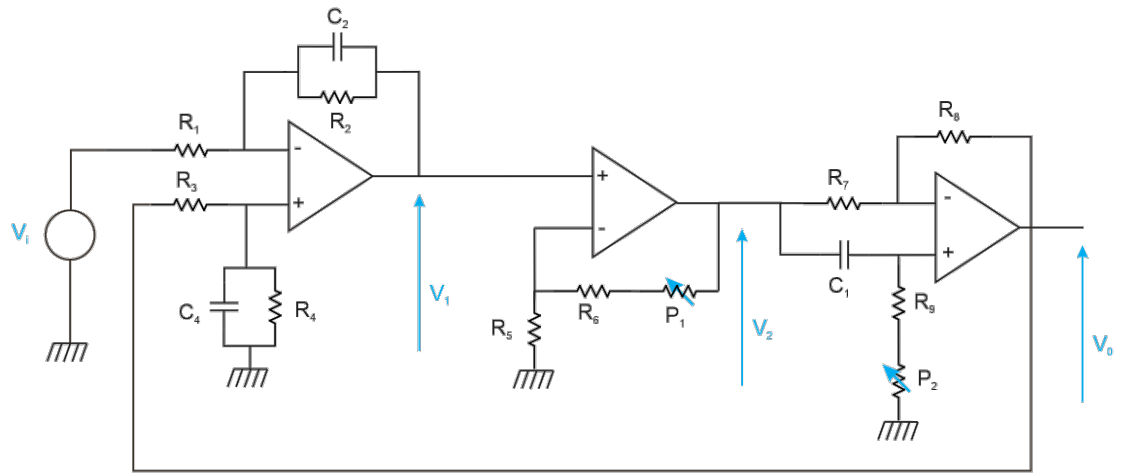 C₂
R₂
R₁
-
R₃
+
Vᵢ
C₄
R₄
V₁
+
-
R₅
R₆
P₁
V₂
R₇
R₈
-
+
C₁
R₉
P₂
V₀